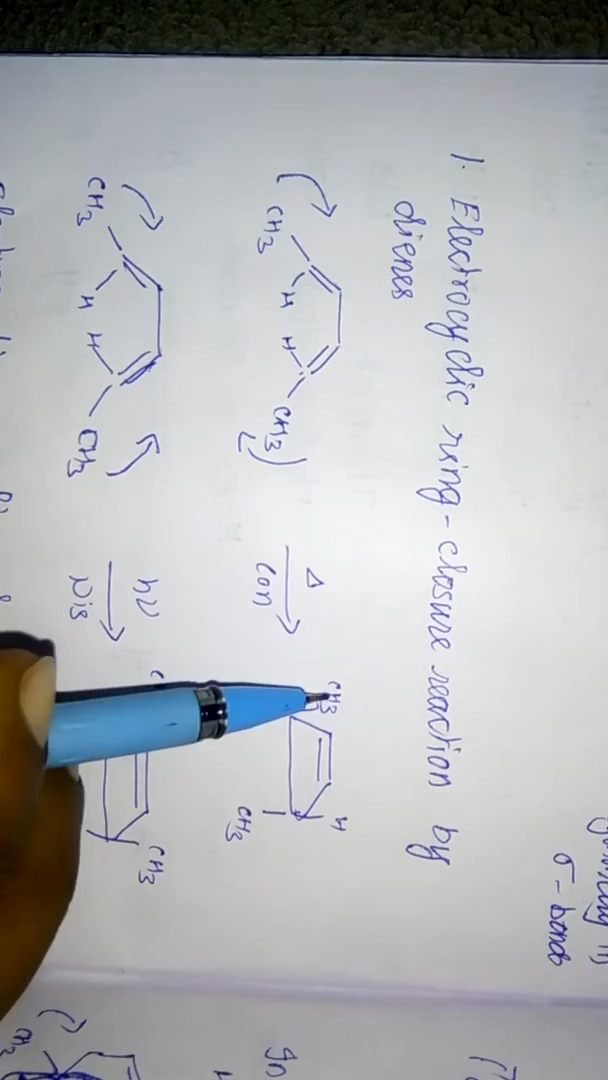 1. Electrocyclic ring-closure reaction by
dienes
CH3 H H CH3
Δ
con
CH3 H
CH3
CH3 H H CH3
hν
Dis
CH3
σ-bonds